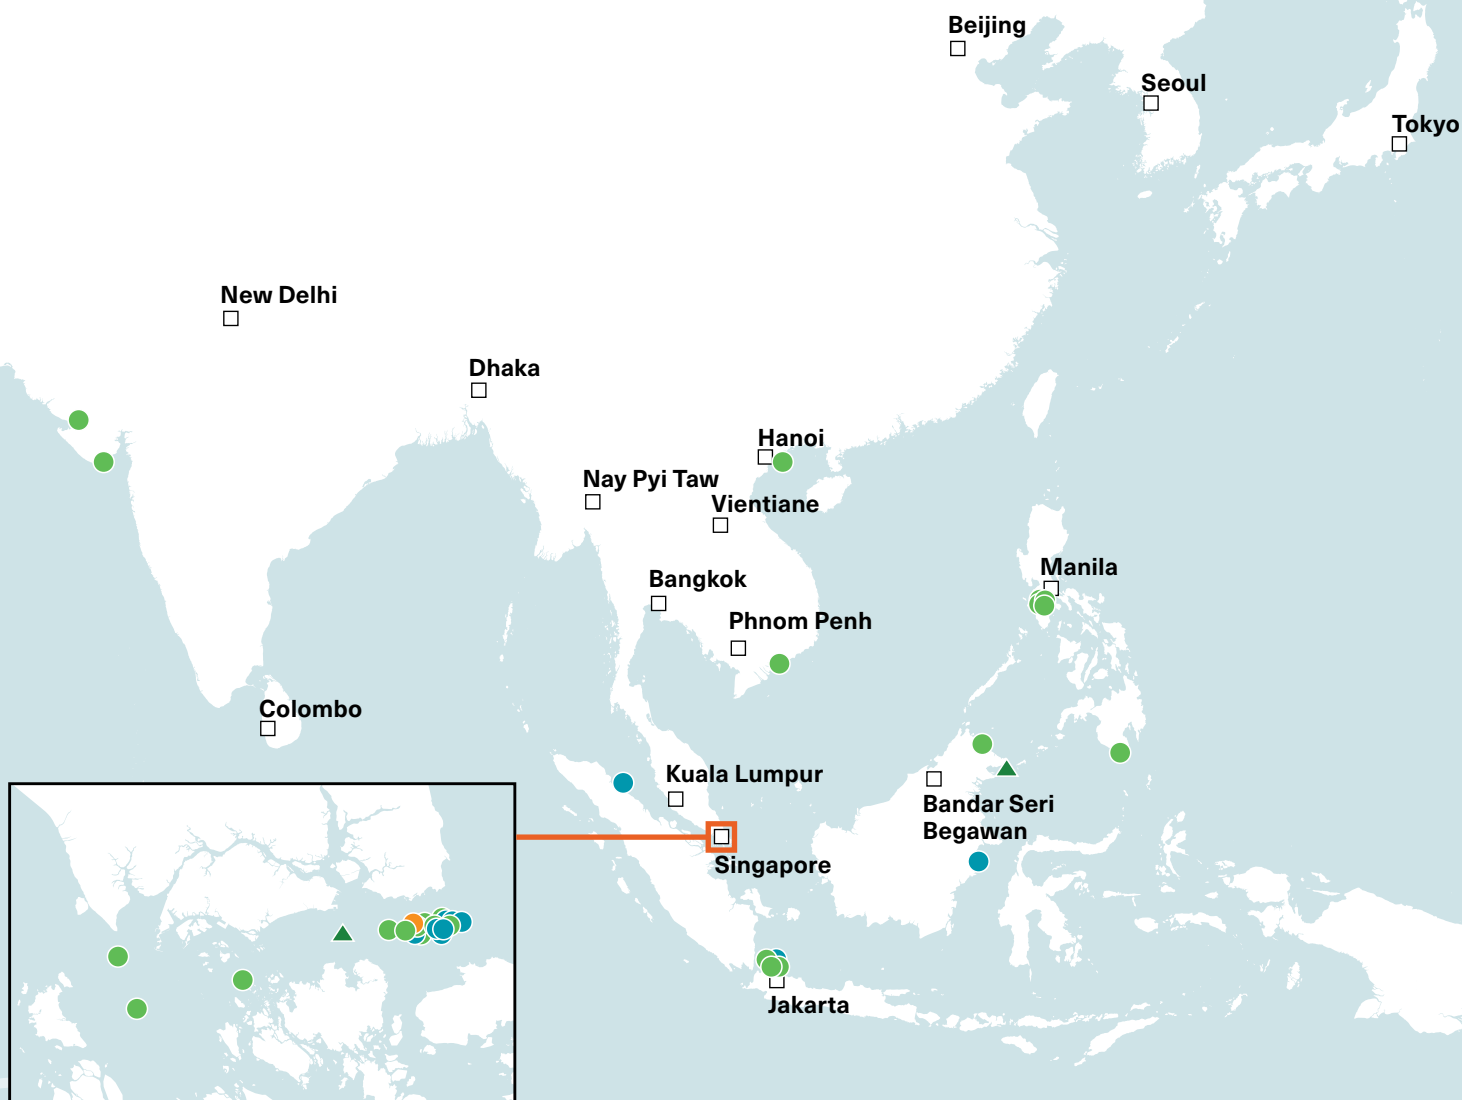 Beijing
Seoul
Tokyo
New Delhi
Dhaka
Hanoi
Nay Pyi Taw
Vientiane
Manila
Bangkok
Phnom Penh
Colombo
Kuala Lumpur
Bandar Seri
Begawan
Singapore
Jakarta